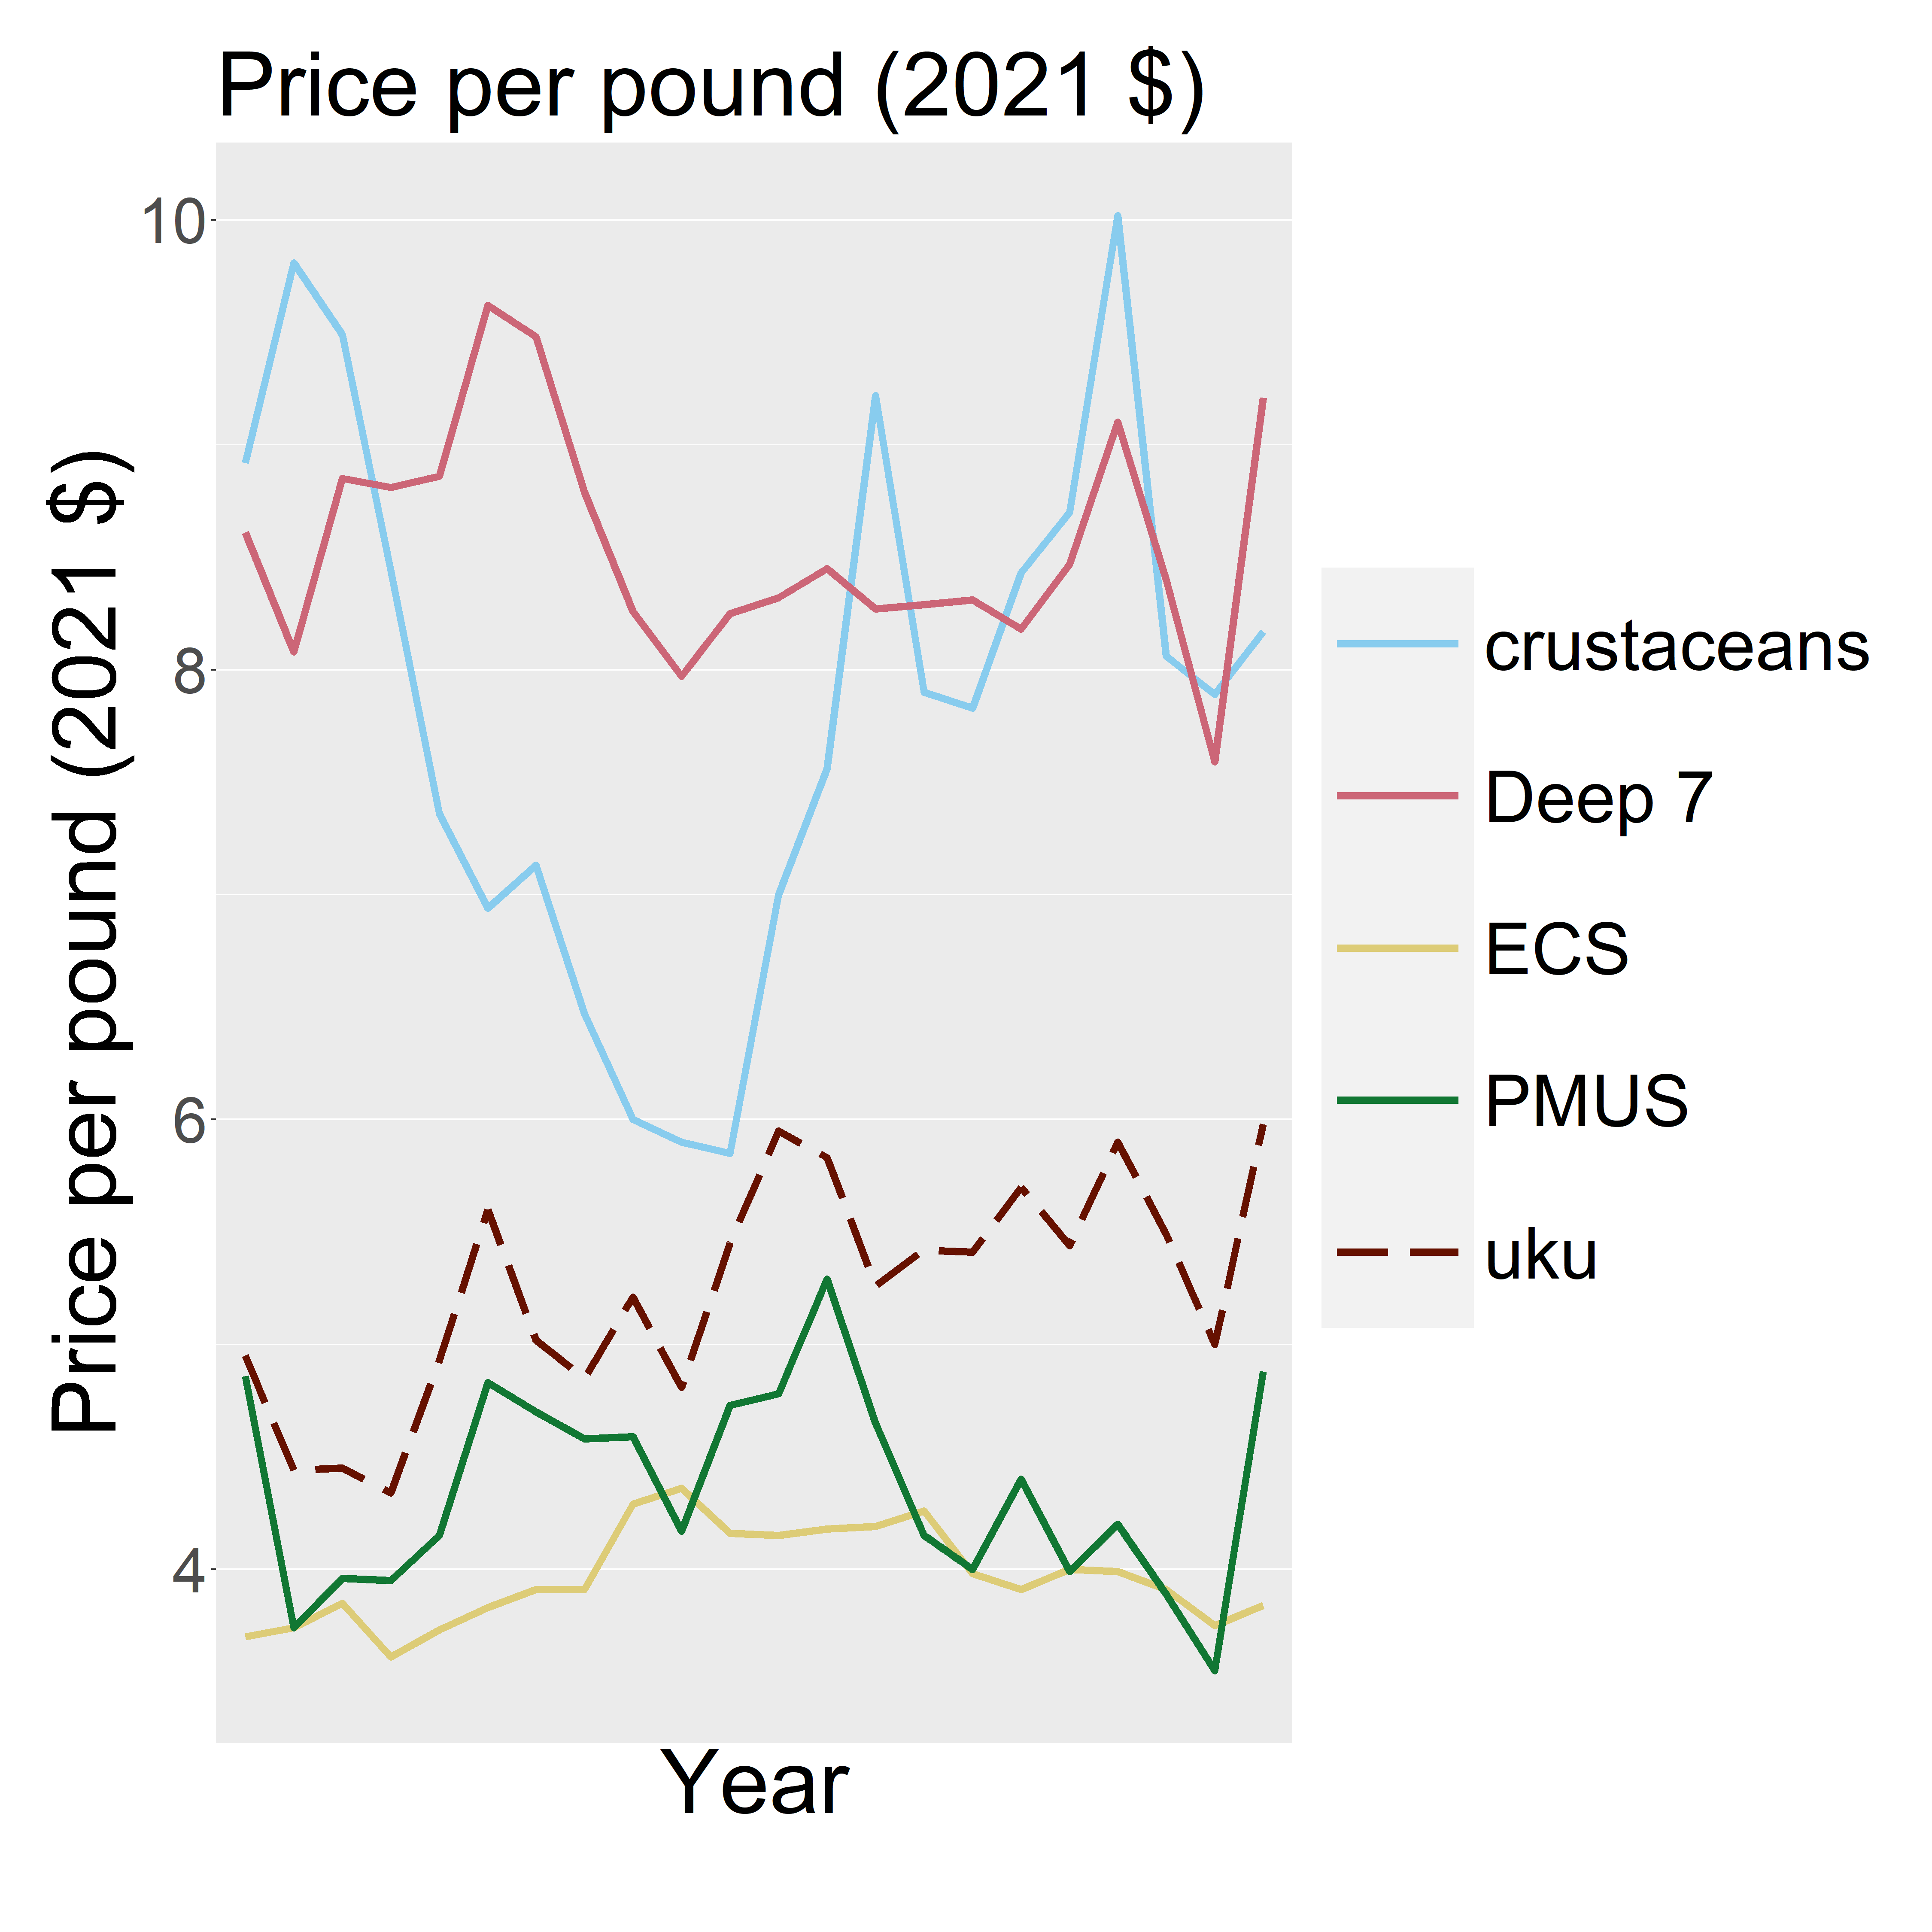 Price per pound (2021 $)
Price per pound (2021 $)
10
8
6
4
Year
crustaceans
Deep 7
ECS
PMUS
uku